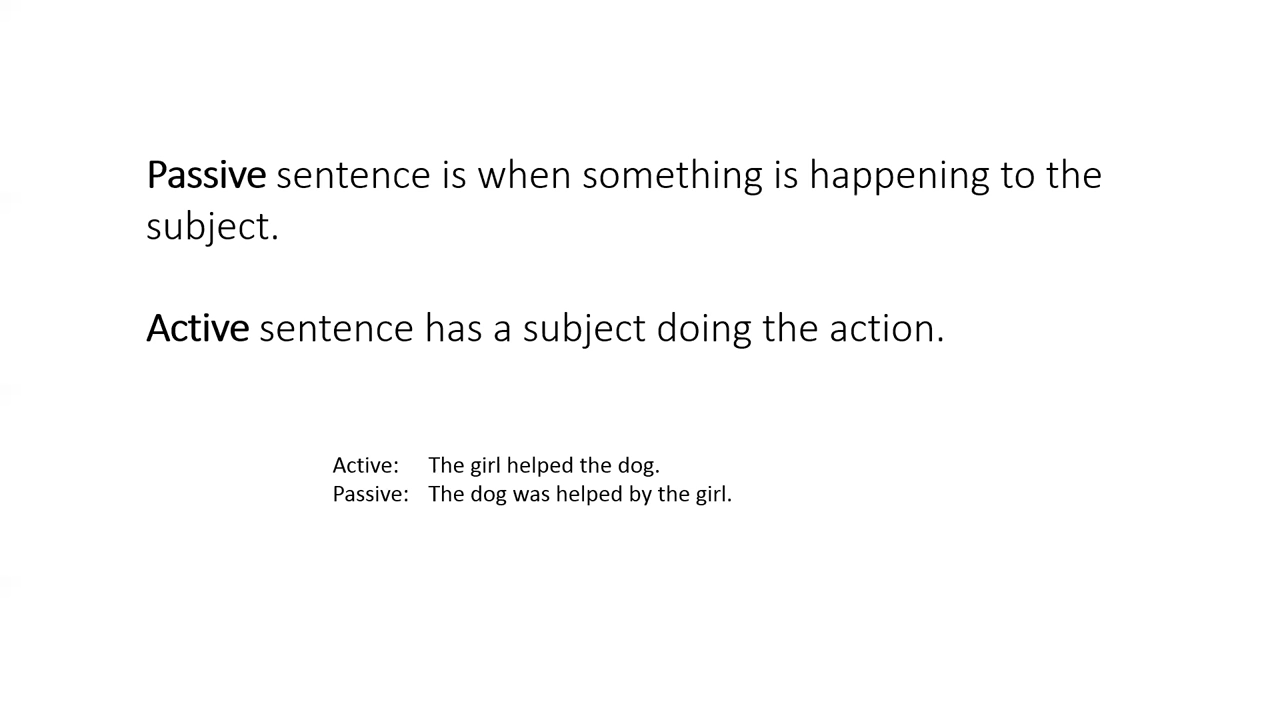 Passive sentence is when something is happening to the
subject.
Active sentence has a subject doing the action.
Active: The girl helped the dog.
Passive: The dog was helped by the girl.